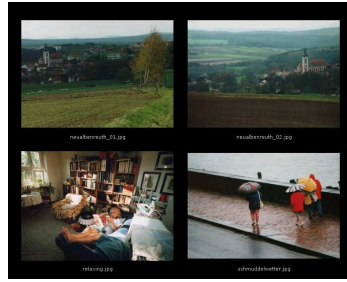 neualbenreuth_01.jpg
neualbenreuth_02.jpg
relaxing.jpg
schmuddelwetter.jpg